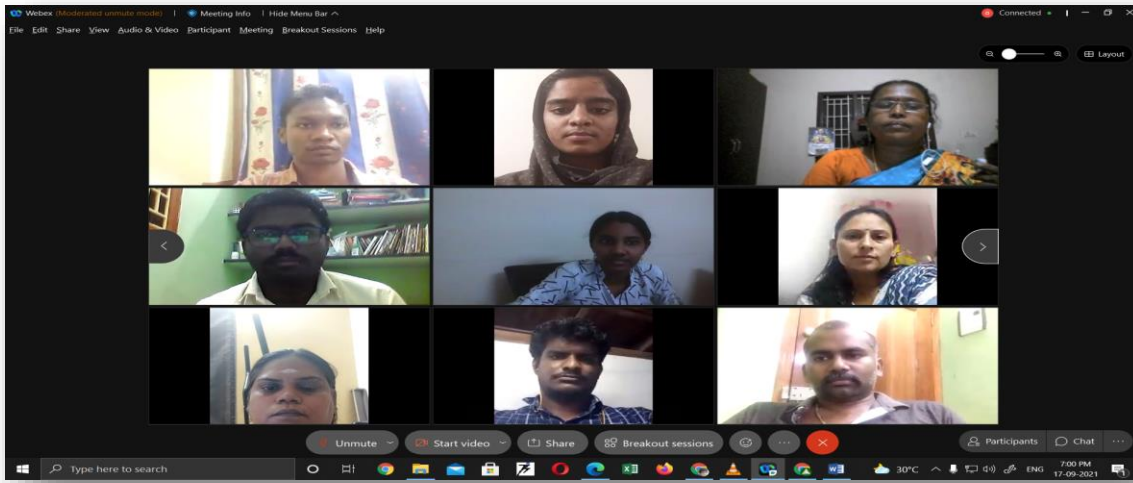 Webex (Moderated unmute mode) | Meeting Info | Hide Menu Bar
Connected
File Edit Share View Audio & Video Participant Meeting Breakout Sessions Help
Layout
Unmute Start video Share Breakout sessions Participants Chat
Type here to search 30°C ENG 7:00 PM
17-09-2021